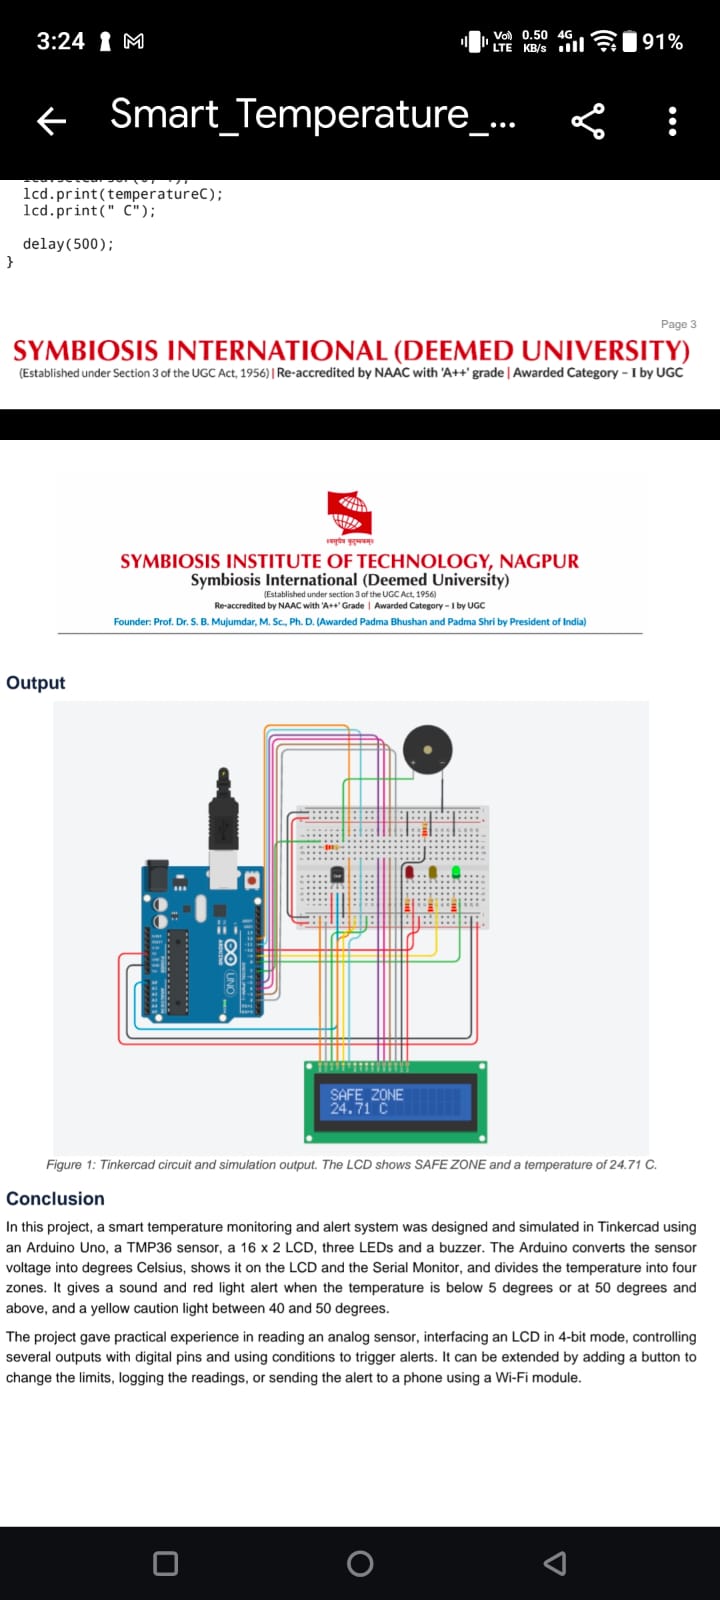 3:24
Vo) 0.50 4G
LTE KB/s
91%
Smart_Temperature_...
lcd.print(temperatureC);
lcd.print(" C");
delay(500);
}
Page 3
SYMBIOSIS INTERNATIONAL (DEEMED UNIVERSITY)
(Established under Section 3 of the UGC Act, 1956) | Re-accredited by NAAC with 'A++' grade | Awarded Category – I by UGC
SYMBIOSIS INSTITUTE OF TECHNOLOGY, NAGPUR
Symbiosis International (Deemed University)
(Established under section 3 of the UGC Act, 1956)
Re-accredited by NAAC with 'A++' Grade | Awarded Category – I by UGC
Founder: Prof. Dr. S. B. Mujumdar, M. Sc., Ph. D. (Awarded Padma Bhushan and Padma Shri by President of India)
Output
UNO
ARDUINO
SAFE ZONE
24.71 C
Figure 1: Tinkercad circuit and simulation output. The LCD shows SAFE ZONE and a temperature of 24.71 C.
Conclusion
In this project, a smart temperature monitoring and alert system was designed and simulated in Tinkercad using
an Arduino Uno, a TMP36 sensor, a 16 x 2 LCD, three LEDs and a buzzer. The Arduino converts the sensor
voltage into degrees Celsius, shows it on the LCD and the Serial Monitor, and divides the temperature into four
zones. It gives a sound and red light alert when the temperature is below 5 degrees or at 50 degrees and
above, and a yellow caution light between 40 and 50 degrees.
The project gave practical experience in reading an analog sensor, interfacing an LCD in 4-bit mode, controlling
several outputs with digital pins and using conditions to trigger alerts. It can be extended by adding a button to
change the limits, logging the readings, or sending the alert to a phone using a Wi-Fi module.